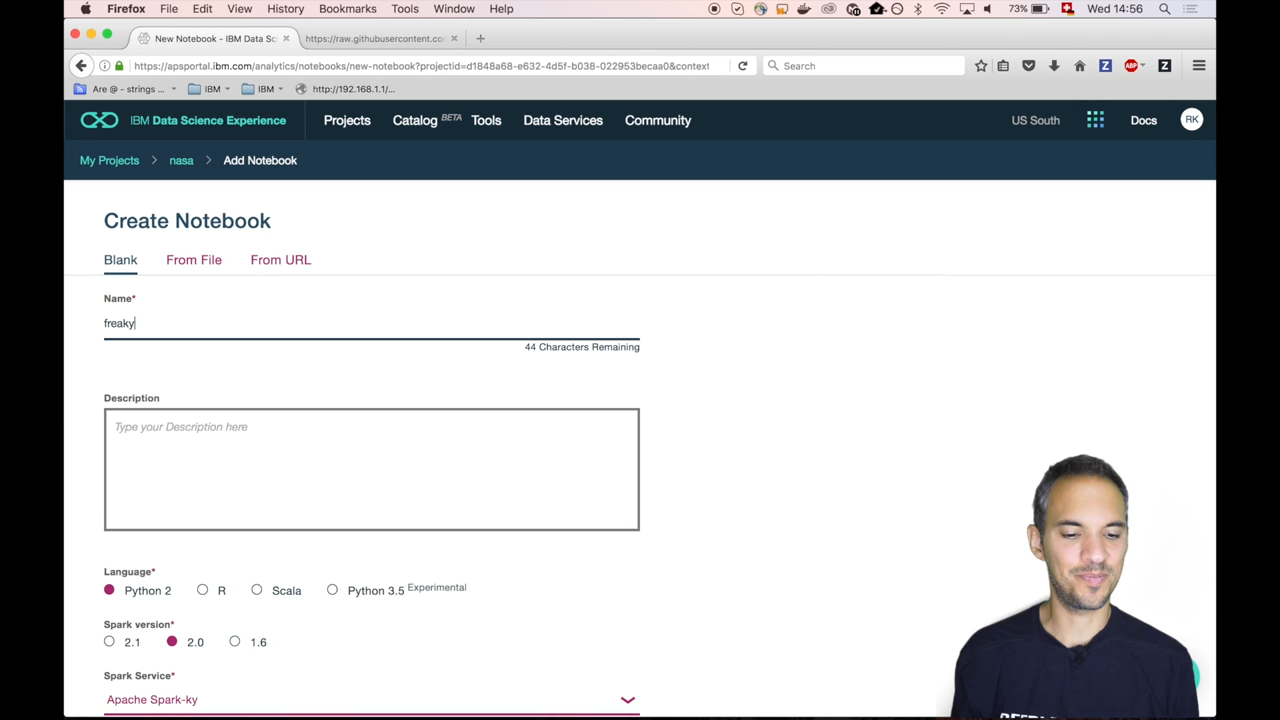 Firefox File Edit View History Bookmarks Tools Window Help 73% Wed 14:56
New Notebook - IBM Data Sc × https://raw.githubusercontent.co × +
https://apsportal.ibm.com/analytics/notebooks/new-notebook?projectid=d1848a68-e632-4d5f-b038-022953becaa0&context Search
Are @ - strings ... IBM IBM http://192.168.1.1/...
IBM Data Science Experience Projects Catalog BETA Tools Data Services Community US South Docs RK
My Projects > nasa > Add Notebook
Create Notebook
Blank From File From URL
Name*
freaky
44 Characters Remaining
Description
Type your Description here
Language*
Python 2 R Scala Python 3.5 Experimental
Spark version*
2.1 2.0 1.6
Spark Service*
Apache Spark-ky